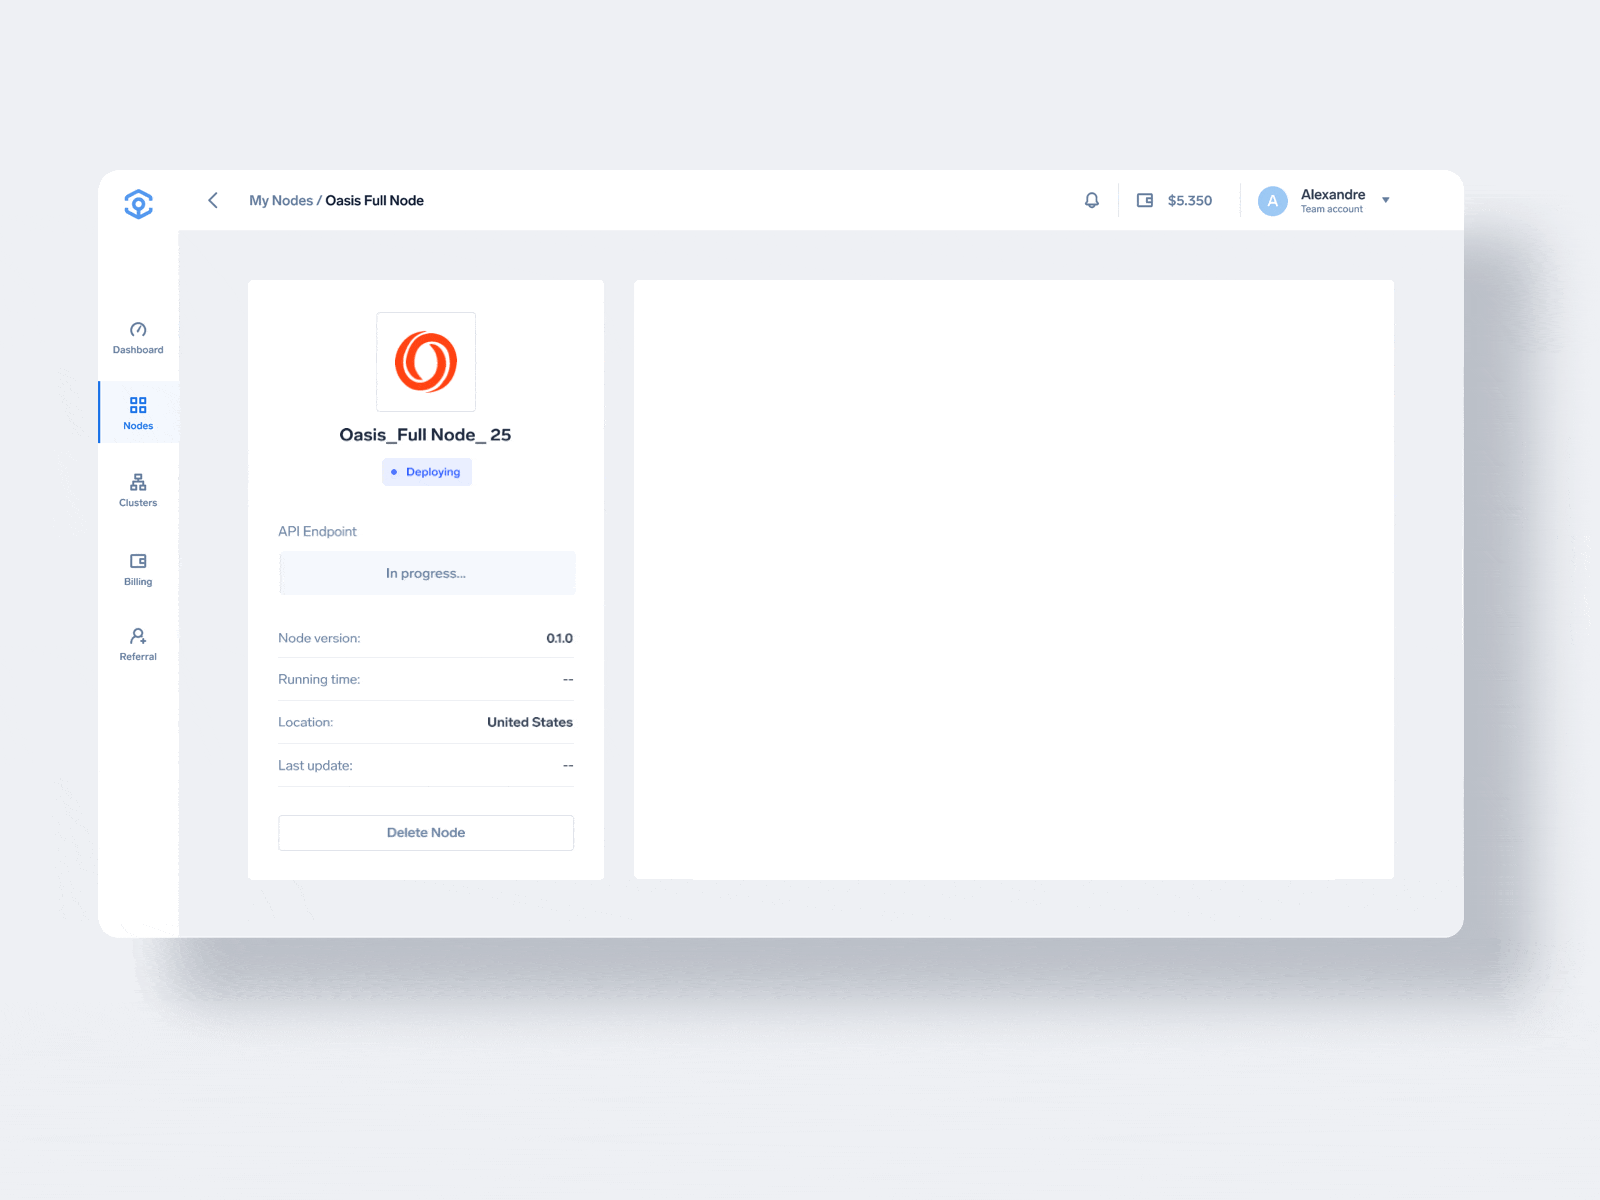 My Nodes / Oasis Full Node
$5.350
A
Alexandre
Team account
Dashboard
Nodes
Clusters
Billing
Referral
Oasis_Full Node_ 25
Deploying
API Endpoint
In progress...
Node version: 0.1.0
Running time: --
Location: United States
Last update: --
Delete Node